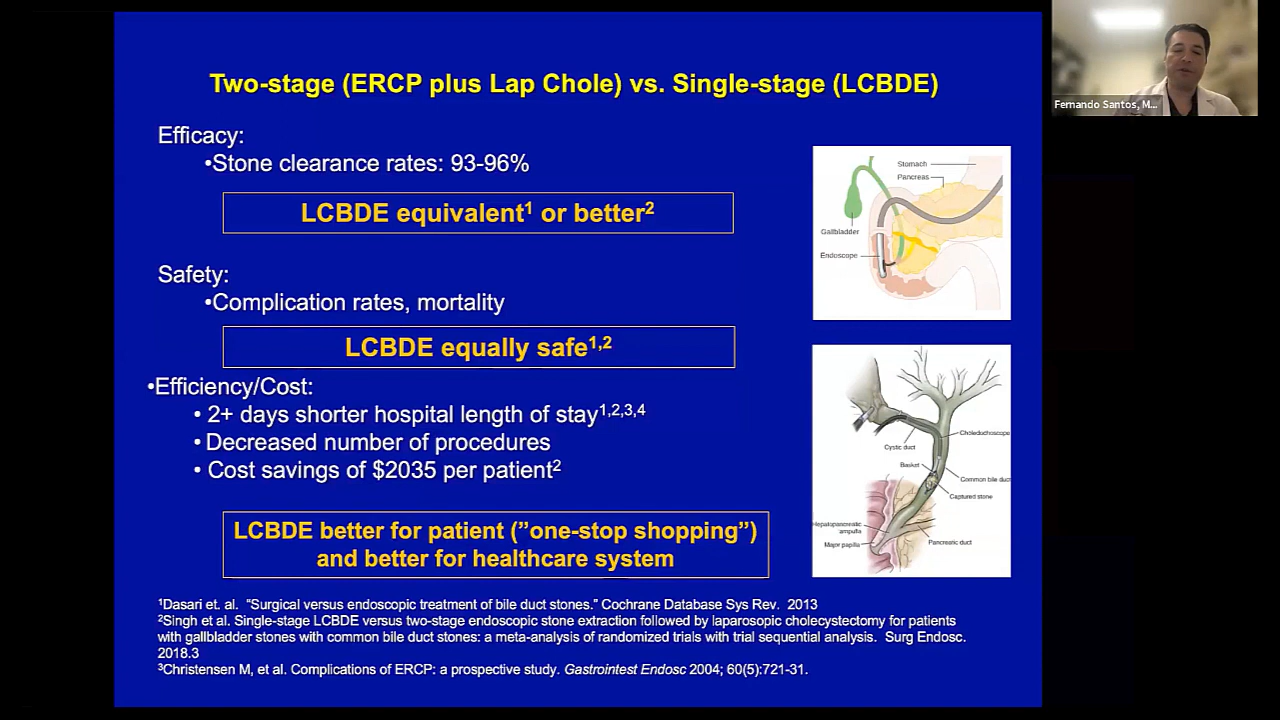 Two-stage (ERCP plus Lap Chole) vs. Single-stage (LCBDE)
Fernando Santos, M...
Efficacy:
•Stone clearance rates: 93-96%
LCBDE equivalent1 or better2
Safety:
•Complication rates, mortality
LCBDE equally safe1,2
•Efficiency/Cost:
• 2+ days shorter hospital length of stay1,2,3,4
• Decreased number of procedures
• Cost savings of $2035 per patient2
LCBDE better for patient (”one-stop shopping”)
and better for healthcare system
Stomach
Pancreas
Gallbladder
Endoscope
Choleduchoscope
Cystic duct
Basket
Common bile duct
Captured stone
Hepatopancreatic
ampulla
Major papilla
Pancreatic duct
1Dasari et. al. “Surgical versus endoscopic treatment of bile duct stones.” Cochrane Database Sys Rev. 2013
2Singh et al. Single-stage LCBDE versus two-stage endoscopic stone extraction followed by laparosopic cholecystectomy for patients
with gallbladder stones with common bile duct stones: a meta-analysis of randomized trials with trial sequential analysis. Surg Endosc.
2018.3
3Christensen M, et al. Complications of ERCP: a prospective study. Gastrointest Endosc 2004; 60(5):721-31.